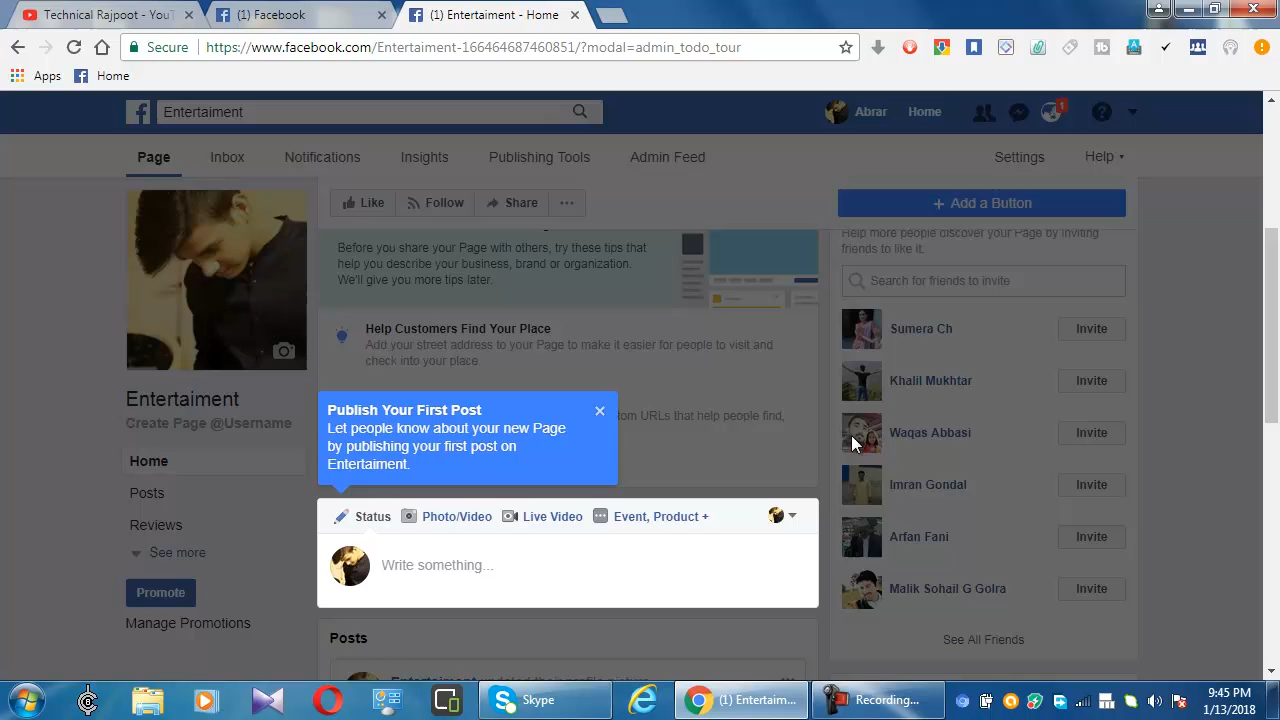 Technical Rajpoot - YouT
(1) Facebook
(1) Entertaiment - Home
Secure
https://www.facebook.com/Entertaiment-166464687460851/?modal=admin_todo_tour
Apps
Home
Entertaiment
Abrar
Home
1
Page
Inbox
Notifications
Insights
Publishing Tools
Admin Feed
Settings
Help
Like
Follow
Share
+ Add a Button
Before you share your Page with others, try these tips that
help you describe your business, brand or organization.
We'll give you more tips later.
Help more people discover your Page by inviting
friends to like it.
Search for friends to invite
Help Customers Find Your Place
Add your street address to your Page to make it easier for people to visit and
check into your place.
Sumera Ch
Invite
Khalil Mukhtar
Invite
Waqas Abbasi
Invite
Imran Gondal
Invite
Arfan Fani
Invite
Malik Sohail G Golra
Invite
See All Friends
Entertaiment
Create Page @Username
Home
Posts
Reviews
See more
Promote
Manage Promotions
URLs that help people find,
Publish Your First Post
Let people know about your new Page
by publishing your first post on
Entertaiment.
Status
Photo/Video
Live Video
Event, Product +
Write something...
Posts
Skype
(1) Entertaim...
Recording...
9:45 PM
1/13/2018